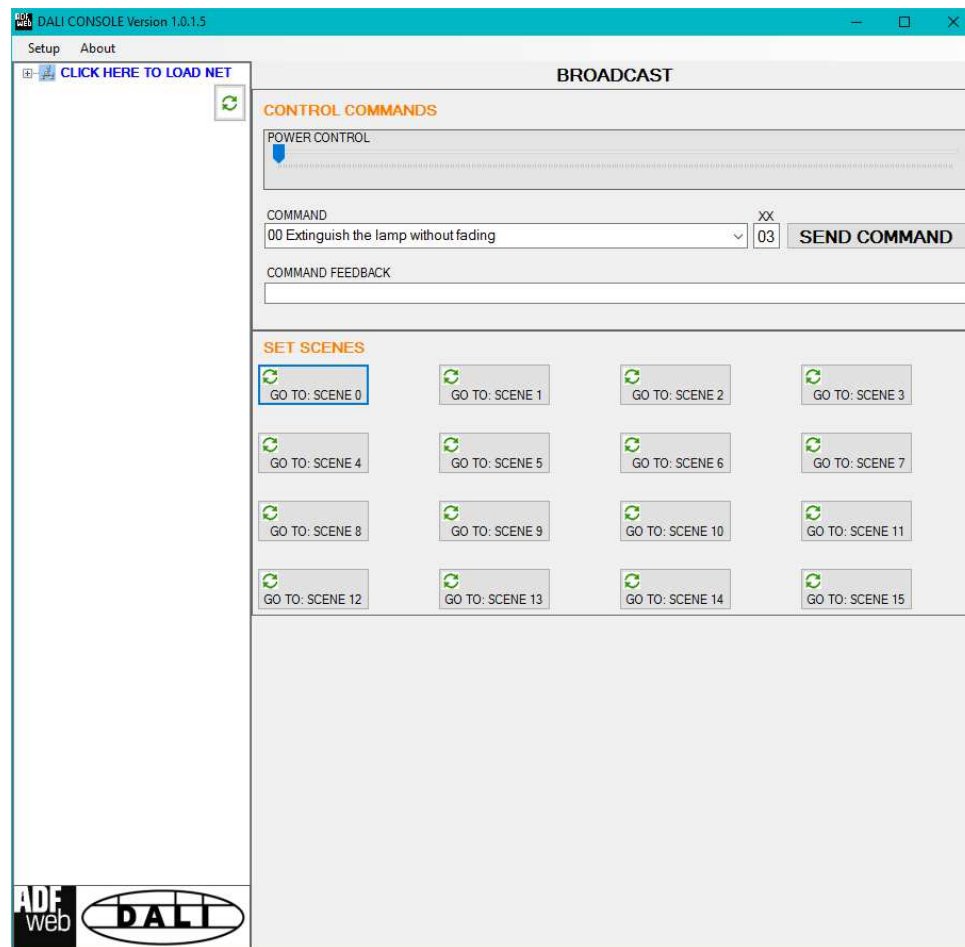 DALI CONSOLE Version 1.0.1.5
Setup About
CLICK HERE TO LOAD NET
BROADCAST
CONTROL COMMANDS
POWER CONTROL
COMMAND
XX
00 Extinguish the lamp without fading
03
SEND COMMAND
COMMAND FEEDBACK
SET SCENES
GO TO: SCENE 0
GO TO: SCENE 1
GO TO: SCENE 2
GO TO: SCENE 3
GO TO: SCENE 4
GO TO: SCENE 5
GO TO: SCENE 6
GO TO: SCENE 7
GO TO: SCENE 8
GO TO: SCENE 9
GO TO: SCENE 10
GO TO: SCENE 11
GO TO: SCENE 12
GO TO: SCENE 13
GO TO: SCENE 14
GO TO: SCENE 15
ADF
web
DALI